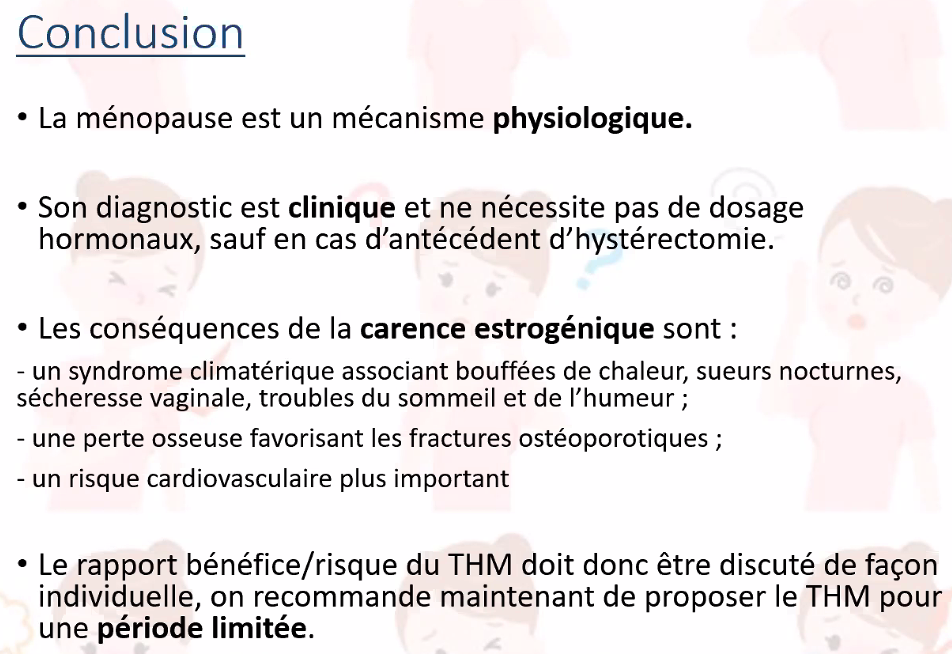 Conclusion
• La ménopause est un mécanisme physiologique.
• Son diagnostic est clinique et ne nécessite pas de dosage
hormonaux, sauf en cas d’antécédent d’hystérectomie.
• Les conséquences de la carence estrogénique sont :
- un syndrome climatérique associant bouffées de chaleur, sueurs nocturnes,
sécheresse vaginale, troubles du sommeil et de l’humeur ;
- une perte osseuse favorisant les fractures ostéoporotiques ;
- un risque cardiovasculaire plus important
• Le rapport bénéfice/risque du THM doit donc être discuté de façon
individuelle, on recommande maintenant de proposer le THM pour
une période limitée.